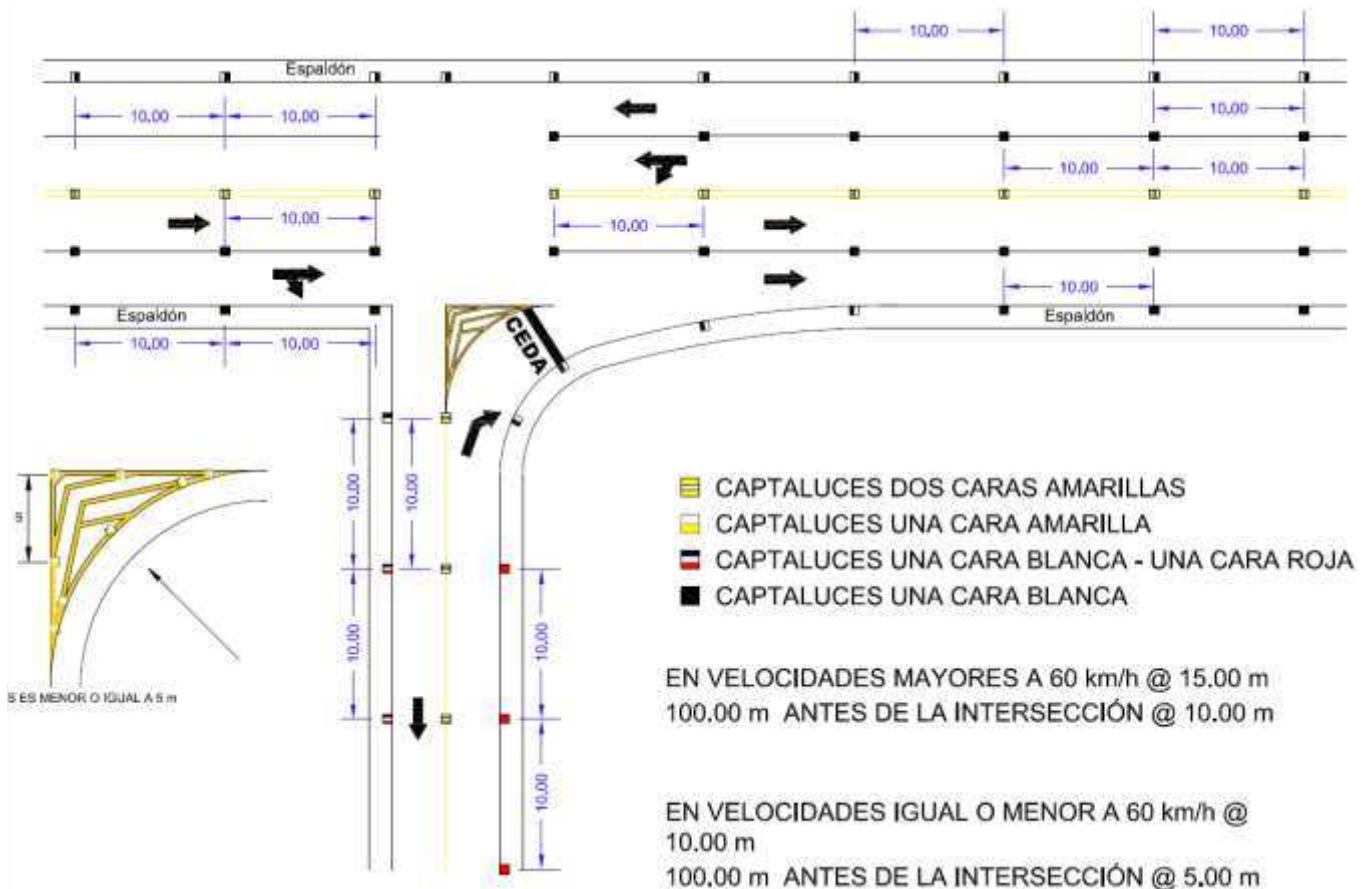 10.00 10.00
Espaldón
10.00 10.00 10.00
10.00 10.00
10.00 10.00
10.00
Espaldón Espaldón
10.00 10.00
CEDA
10.00 10.00
S
10.00 10.00
10.00
S ES MENOR O IGUAL A 5 m
CAPTALUCES DOS CARAS AMARILLAS
CAPTALUCES UNA CARA AMARILLA
CAPTALUCES UNA CARA BLANCA - UNA CARA ROJA
CAPTALUCES UNA CARA BLANCA
EN VELOCIDADES MAYORES A 60 km/h @ 15.00 m
100.00 m ANTES DE LA INTERSECCIÓN @ 10.00 m
EN VELOCIDADES IGUAL O MENOR A 60 km/h @
10.00 m
100.00 m ANTES DE LA INTERSECCIÓN @ 5.00 m